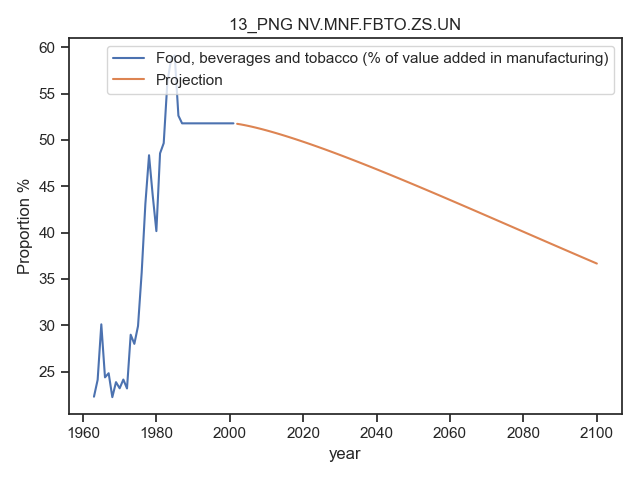 13_PNG NV.MNF.FBTO.ZS.UN
Food, beverages and tobacco (% of value added in manufacturing)
Projection
Proportion %
60
55
50
45
40
35
30
25
1960 1980 2000 2020 2040 2060 2080 2100
year